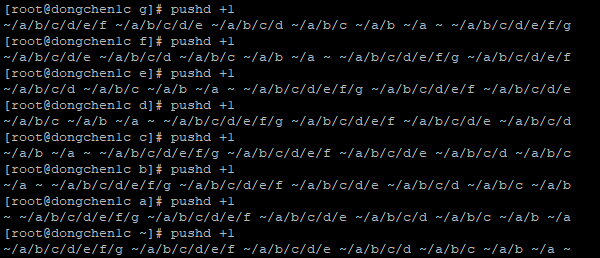 [root@dongchenlc g]# pushd +1
~/a/b/c/d/e/f ~/a/b/c/d/e ~/a/b/c/d ~/a/b/c ~/a/b ~/a ~ ~/a/b/c/d/e/f/g
[root@dongchenlc f]# pushd +1
~/a/b/c/d/e ~/a/b/c/d ~/a/b/c ~/a/b ~/a ~ ~/a/b/c/d/e/f/g ~/a/b/c/d/e/f
[root@dongchenlc e]# pushd +1
~/a/b/c/d ~/a/b/c ~/a/b ~/a ~ ~/a/b/c/d/e/f/g ~/a/b/c/d/e/f ~/a/b/c/d/e
[root@dongchenlc d]# pushd +1
~/a/b/c ~/a/b ~/a ~ ~/a/b/c/d/e/f/g ~/a/b/c/d/e/f ~/a/b/c/d/e ~/a/b/c/d
[root@dongchenlc c]# pushd +1
~/a/b ~/a ~ ~/a/b/c/d/e/f/g ~/a/b/c/d/e/f ~/a/b/c/d/e ~/a/b/c/d ~/a/b/c
[root@dongchenlc b]# pushd +1
~/a ~ ~/a/b/c/d/e/f/g ~/a/b/c/d/e/f ~/a/b/c/d/e ~/a/b/c/d ~/a/b/c ~/a/b
[root@dongchenlc a]# pushd +1
~ ~/a/b/c/d/e/f/g ~/a/b/c/d/e/f ~/a/b/c/d/e ~/a/b/c/d ~/a/b/c ~/a/b ~/a
[root@dongchenlc ~]# pushd +1
~/a/b/c/d/e/f/g ~/a/b/c/d/e/f ~/a/b/c/d/e ~/a/b/c/d ~/a/b/c ~/a/b ~/a ~